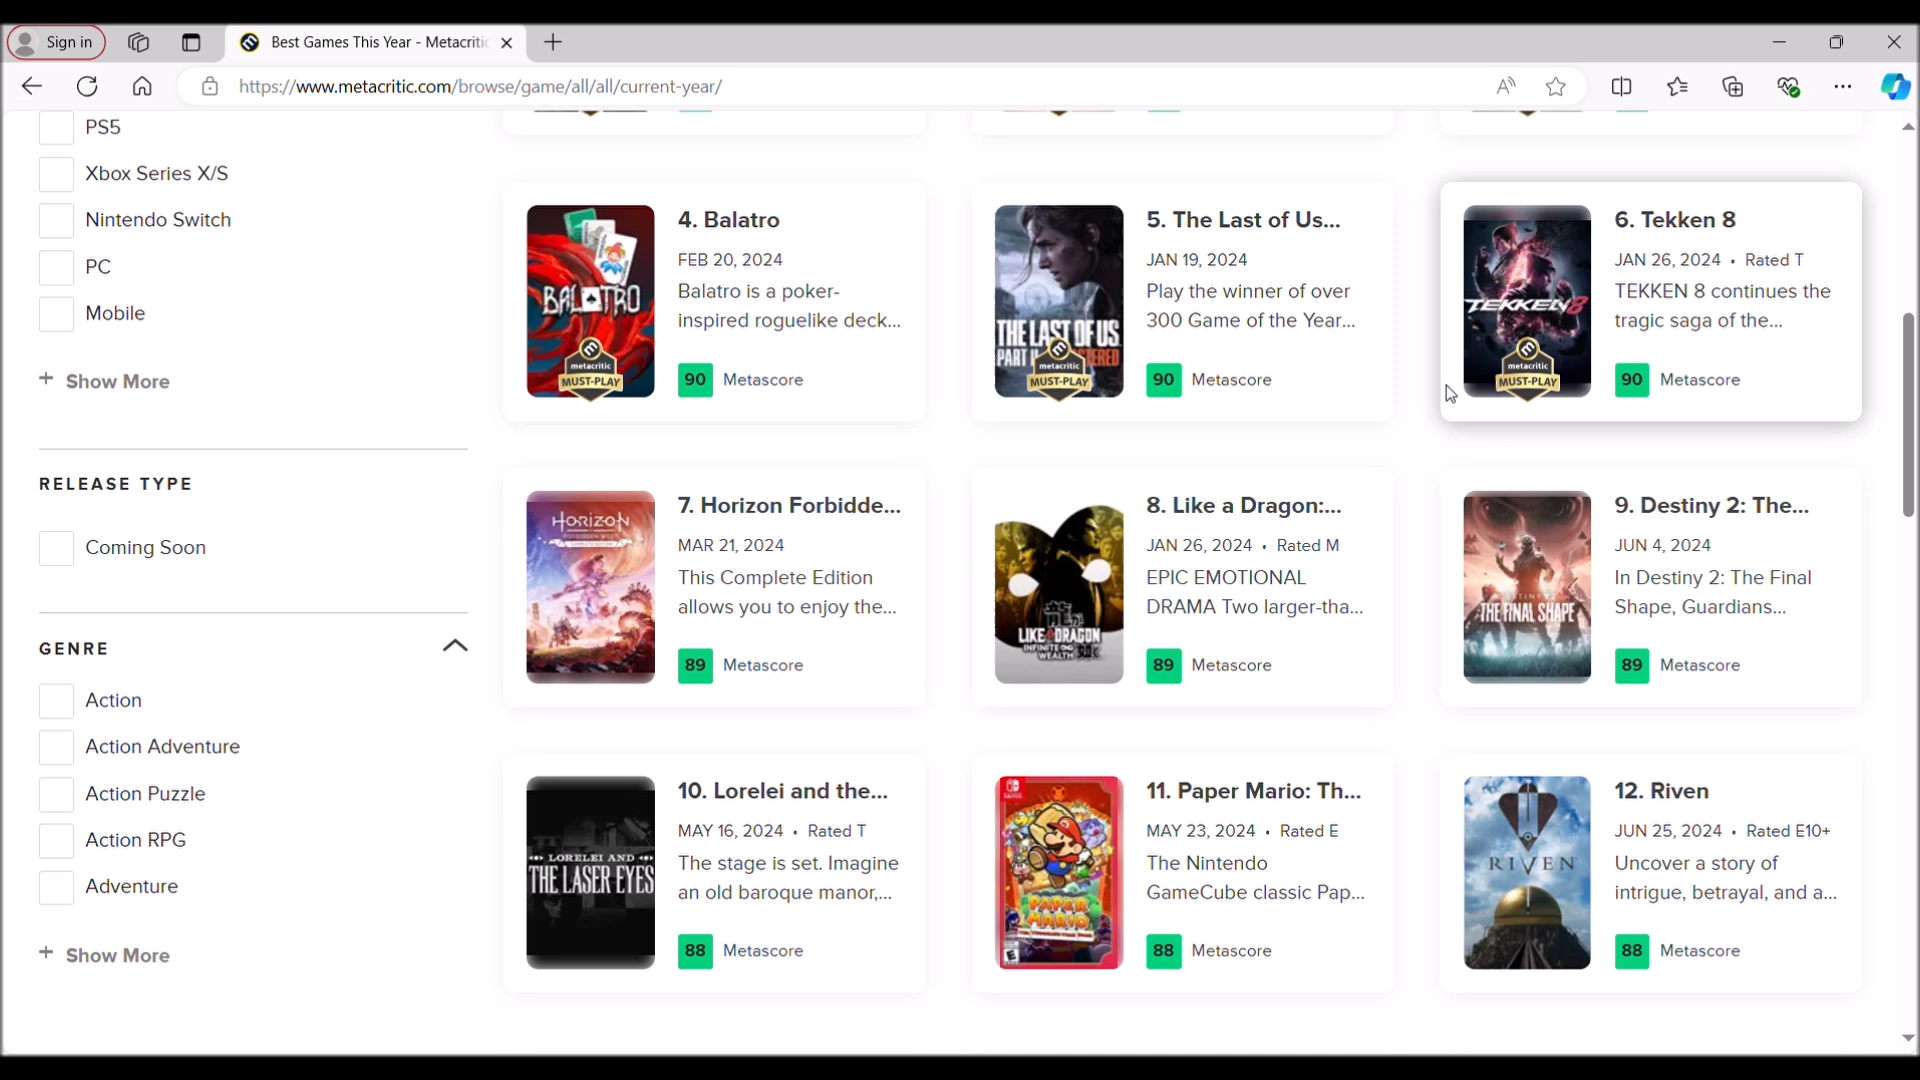 Sign in
Best Games This Year - Metacritic
https://www.metacritic.com/browse/game/all/all/current-year/
PS5
Xbox Series X/S
Nintendo Switch
PC
Mobile
+ Show More
RELEASE TYPE
Coming Soon
GENRE
Action
Action Adventure
Action Puzzle
Action RPG
Adventure
+ Show More
BALATRO
metacritic
MUST-PLAY
4. Balatro
FEB 20, 2024
Balatro is a poker-
inspired roguelike deck...
90 Metascore
THE LAST OF US
PART II
metacritic
MUST-PLAY
5. The Last of Us...
JAN 19, 2024
Play the winner of over
300 Game of the Year...
90 Metascore
TEKKEN 8
metacritic
MUST-PLAY
6. Tekken 8
JAN 26, 2024 • Rated T
TEKKEN 8 continues the
tragic saga of the...
90 Metascore
HORIZON
FORBIDDEN WEST
7. Horizon Forbidde...
MAR 21, 2024
This Complete Edition
allows you to enjoy the...
89 Metascore
LIKE A DRAGON
INFINITE
WEALTH
8. Like a Dragon:...
JAN 26, 2024 • Rated M
EPIC EMOTIONAL
DRAMA Two larger-tha...
89 Metascore
THE FINAL SHAPE
9. Destiny 2: The...
JUN 4, 2024
In Destiny 2: The Final
Shape, Guardians...
89 Metascore
LORELEI AND
THE LASER EYES
10. Lorelei and the...
MAY 16, 2024 • Rated T
The stage is set. Imagine
an old baroque manor,...
88 Metascore
PAPER
MARIO
E
11. Paper Mario: Th...
MAY 23, 2024 • Rated E
The Nintendo
GameCube classic Pap...
88 Metascore
RIVEN
12. Riven
JUN 25, 2024 • Rated E10+
Uncover a story of
intrigue, betrayal, and a...
88 Metascore